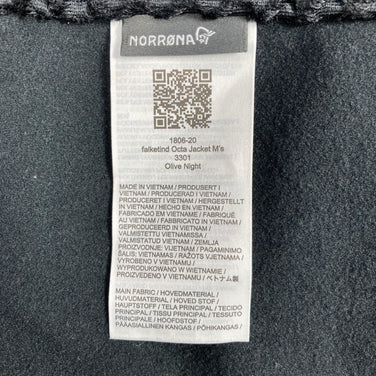 NORRØNA
1806-20
falketind Octa Jacket M's
3301
Olive Night
MADE IN VIETNAM / PRODUSERT I
VIETNAM / PRODUCERAD I VIETNAM /
PRODUCERET I VIETNAM / HERGESTELLT
IN VIETNAM / HECHO EN VIETNAM /
FABRICADO EM VIETNAME / FABRIQUÉ
AU VIETNAM / FABBRICATO IN VIETNAM /
GEPRODUCEERD IN VIETNAM /
VALMISTETTU VIETNAMISSA /
VALMISTATUD VIETNAM / ZEMLJA
PROIZVODNJE: VIJETNAM / PAGAMINIMO
ŠALIS: VIETNAMAS / RAŽOTS VJETNAMA /
VYROBENO V VIETNAMU /
WYPRODUKOWANO W WIETNAMIE /
PROIZVEDENO V VIETNAMU / ベトナム製
MAIN FABRIC / HOVEDMATERIAL /
HUVUDMATERIAL / HOVED STOF /
HAUPTSTOFF / TELA PRINCIPAL / TECIDO
PRINCIPAL / TISSU PRINCIPAL / TESSUTO
PRINCIPALE / HOOFDSTOF /
PÄÄASIALLINEN KANGAS / PÕHIKANGAS /